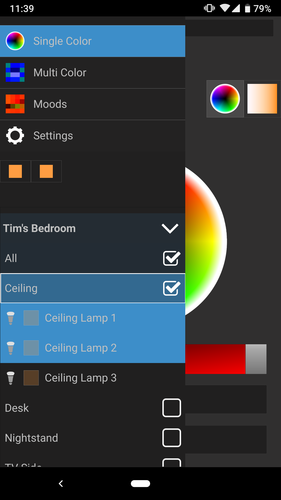 11:39
79%
Single Color
Multi Color
Moods
Settings
Tim's Bedroom
All
Ceiling
Ceiling Lamp 1
Ceiling Lamp 2
Ceiling Lamp 3
Desk
Nightstand
TV Side